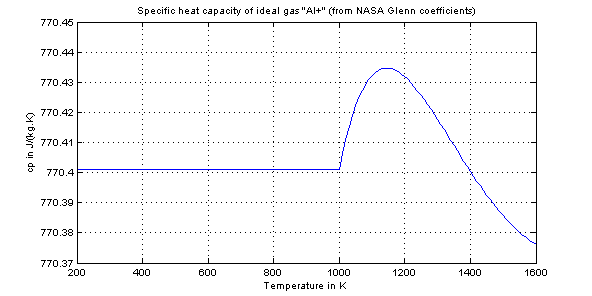 Specific heat capacity of ideal gas "Al+" (from NASA Glenn coefficients)
770.45
770.44
770.43
770.42
770.41
770.4
770.39
770.38
770.37
cp in J/(kg.K)
200 400 600 800 1000 1200 1400 1600
Temperature in K